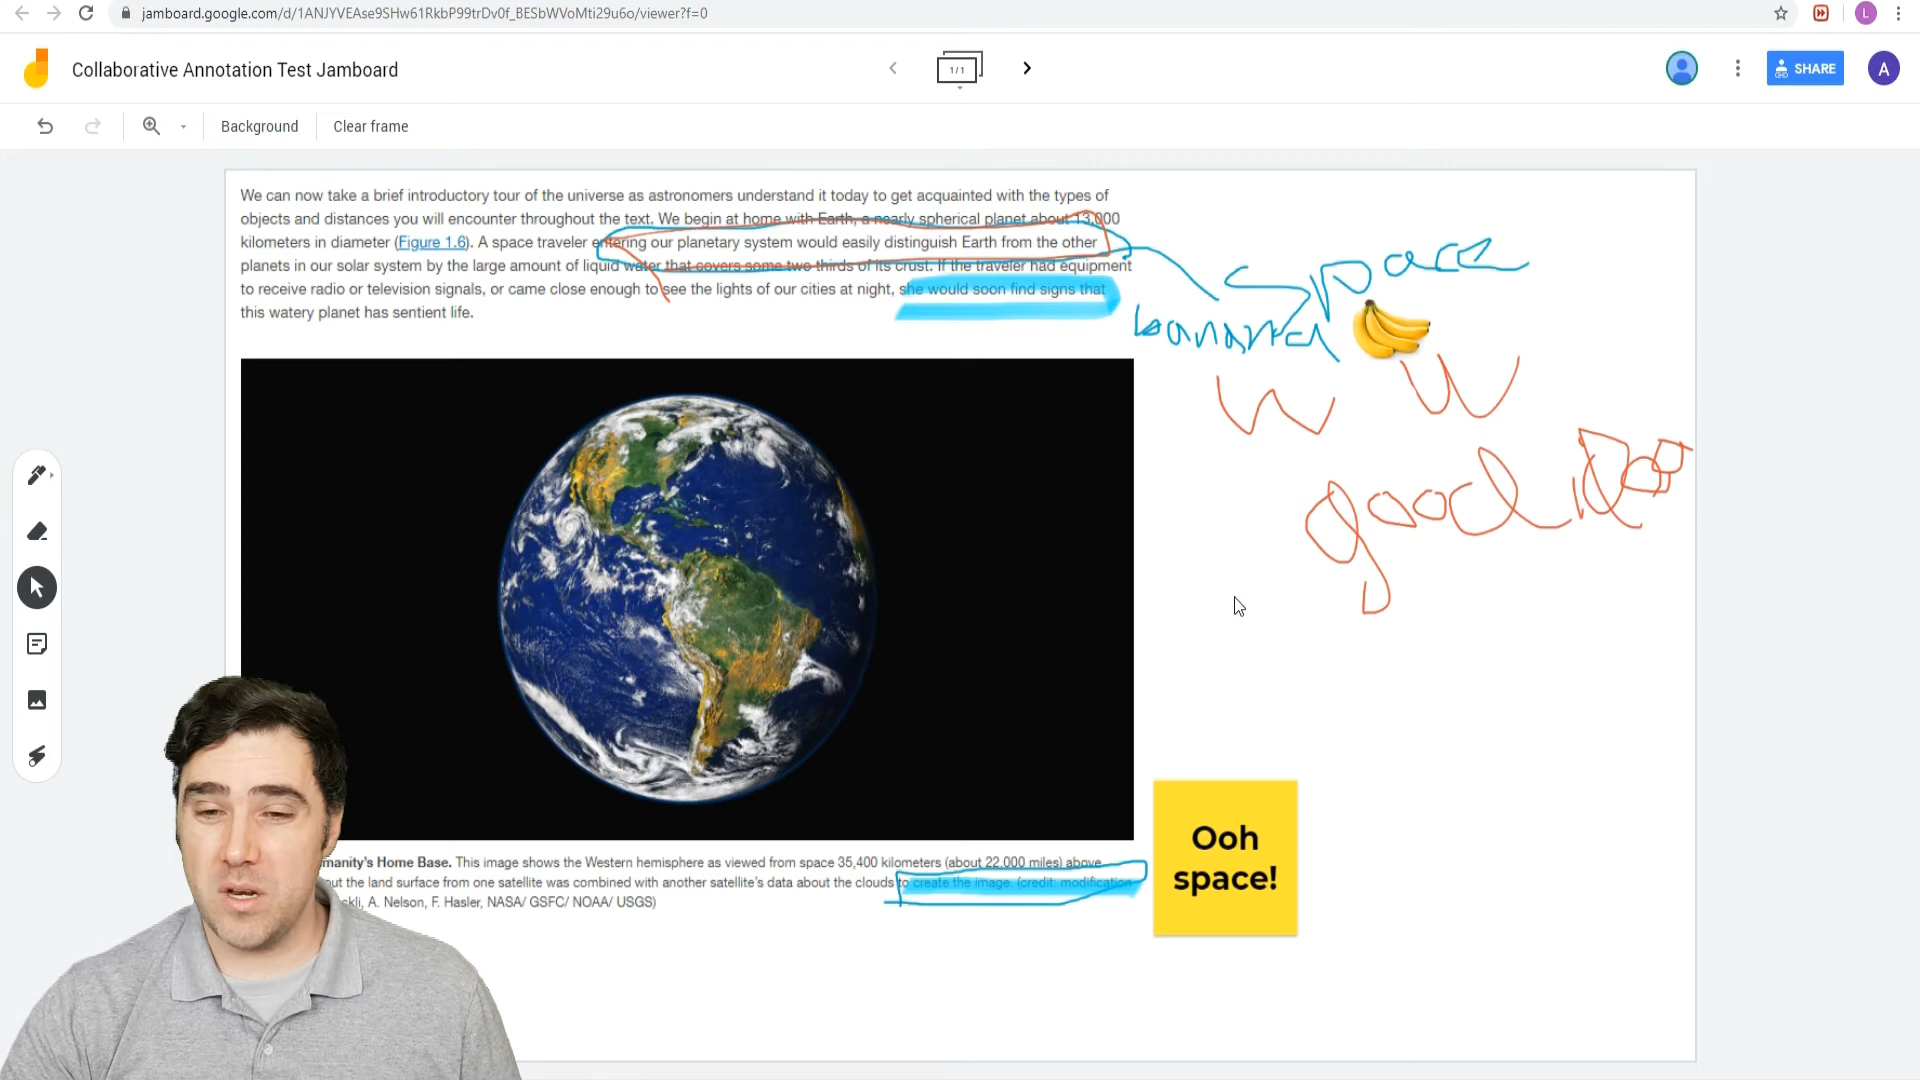 jamboard.google.com/d/1ANJYVEAse9SHw61RkbP99trDv0f_BESbWVoMti29u6o/viewer?f=0
L
Collaborative Annotation Test Jamboard
1/1
SHARE
A
Background
Clear frame
We can now take a brief introductory tour of the universe as astronomers understand it today to get acquainted with the types of
objects and distances you will encounter throughout the text. We begin at home with Earth, a nearly spherical planet about 13,000
kilometers in diameter (Figure 1.6). A space traveler entering our planetary system would easily distinguish Earth from the other
planets in our solar system by the large amount of liquid water that covers some two thirds of its crust. If the traveler had equipment
to receive radio or television signals, or came close enough to see the lights of our cities at night, she would soon find signs that
this watery planet has sentient life.
space
banana
W W
good
manity's Home Base. This image shows the Western hemisphere as viewed from space 35,400 kilometers (about 22,000 miles) above
out the land surface from one satellite was combined with another satellite's data about the clouds to create the image. (credit: modification
ckli, A. Nelson, F. Hasler, NASA/ GSFC/ NOAA/ USGS)
Ooh
space!